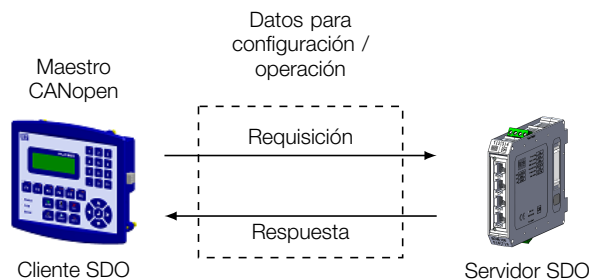 Datos para
configuración /
operación
Maestro
CANopen
Requisición
Respuesta
Cliente SDO
Servidor SDO